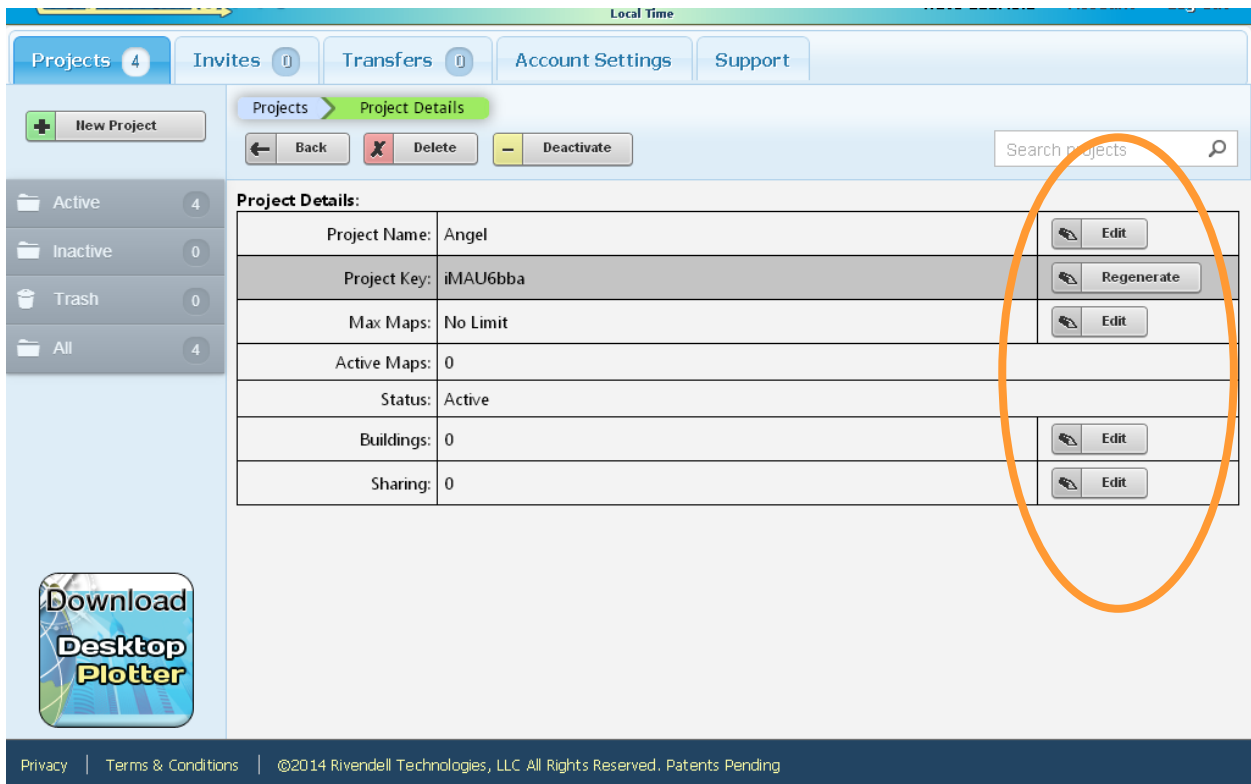 Local Time
Projects 4 Invites 0 Transfers 0 Account Settings Support
New Project
Projects Project Details
Back Delete Deactivate
Search projects
Active 4
Inactive 0
Trash 0
All 4
Project Details:
Project Name: Angel Edit
Project Key: iMAU6bba Regenerate
Max Maps: No Limit Edit
Active Maps: 0
Status: Active
Buildings: 0 Edit
Sharing: 0 Edit
Download
Desktop
Plotter
Privacy | Terms & Conditions | ©2014 Rivendell Technologies, LLC All Rights Reserved. Patents Pending